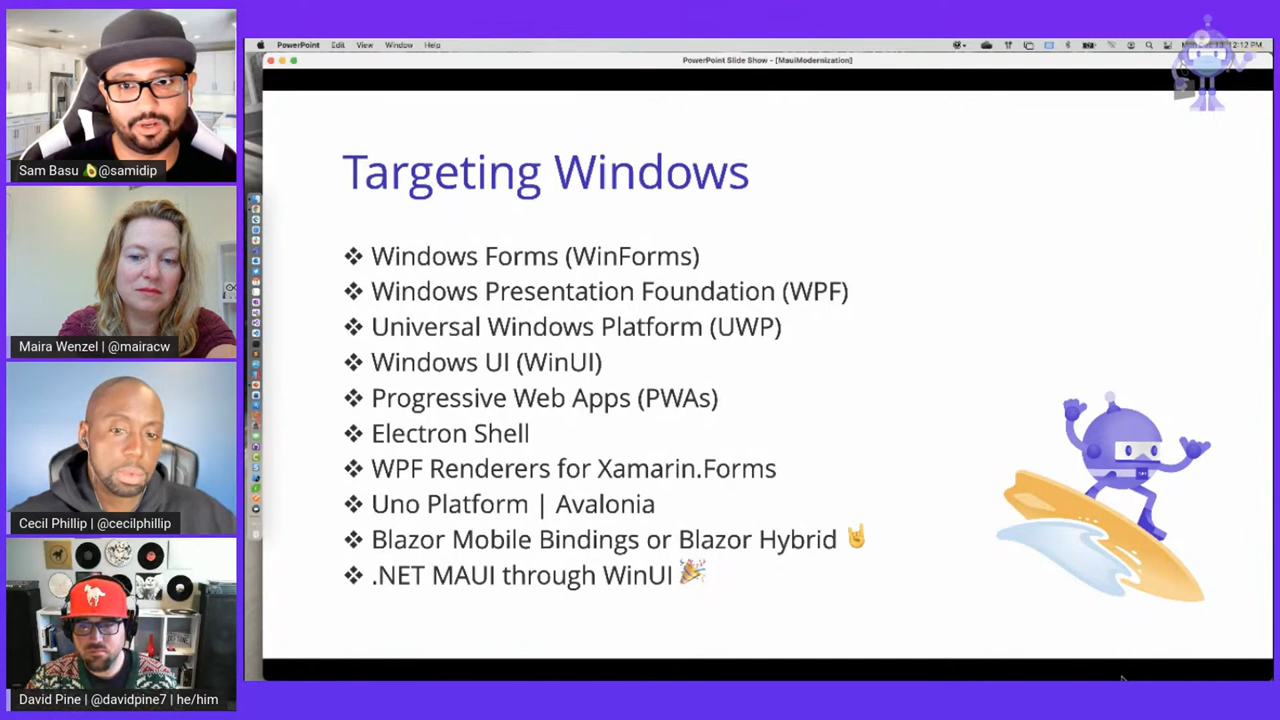 PowerPoint Edit View Window Help
12:12 PM
PowerPoint Slide Show - [MauiModernization]
Targeting Windows
❖ Windows Forms (WinForms)
❖ Windows Presentation Foundation (WPF)
❖ Universal Windows Platform (UWP)
❖ Windows UI (WinUI)
❖ Progressive Web Apps (PWAs)
❖ Electron Shell
❖ WPF Renderers for Xamarin.Forms
❖ Uno Platform | Avalonia
❖ Blazor Mobile Bindings or Blazor Hybrid 🤘
❖ .NET MAUI through WinUI 🎉
Sam Basu 🥑@samidip
Maira Wenzel | @mairacw
Cecil Phillip | @cecilphillip
David Pine | @davidpine7 | he/him